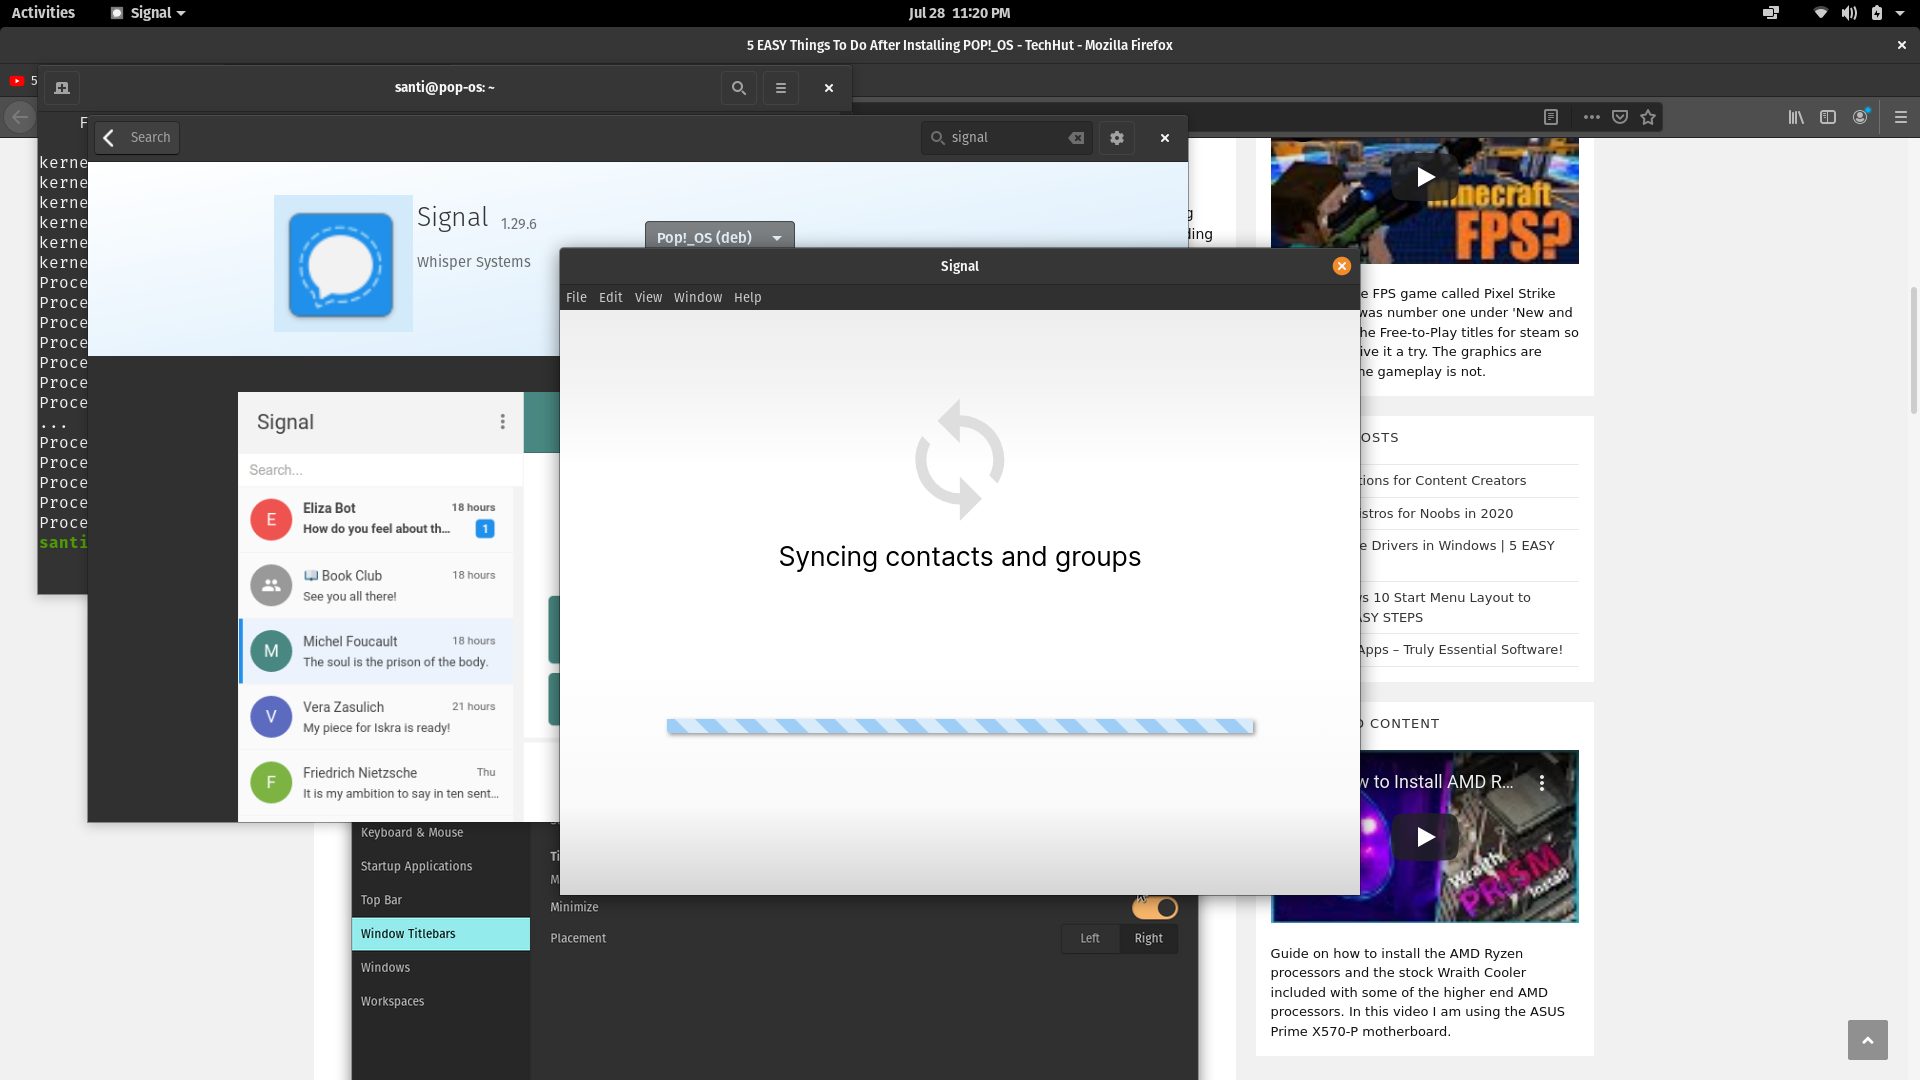 Activities
Signal
Jul 28 11:20 PM
5 EASY Things To Do After Installing POP!_OS - TechHut - Mozilla Firefox
5
santi@pop-os: ~
F
Search
signal
kerne
kerne
kerne
kerne
kerne
kerne
Proce
Proce
Proce
Proce
Proce
Proce
Proce
...
Proce
Proce
Proce
Proce
Proce
santi
Signal 1.29.6
Whisper Systems
Pop!_OS (deb)
Signal
Search...
E
Eliza Bot
18 hours
How do you feel about th...
1
Book Club
18 hours
See you all there!
M
Michel Foucault
18 hours
The soul is the prison of the body.
V
Vera Zasulich
21 hours
My piece for Iskra is ready!
F
Friedrich Nietzsche
Thu
It is my ambition to say in ten sent...
Signal
File Edit View Window Help
Syncing contacts and groups
Keyboard & Mouse
Startup Applications
Top Bar
Window Titlebars
Windows
Workspaces
Ti
M
Minimize
Placement
Left
Right
g
ding
Minecraft
FPS?
e FPS game called Pixel Strike
was number one under 'New and
he Free-to-Play titles for steam so
ive it a try. The graphics are
he gameplay is not.
OSTS
tions for Content Creators
istros for Noobs in 2020
e Drivers in Windows | 5 EASY
vs 10 Start Menu Layout to
ASY STEPS
Apps – Truly Essential Software!
D CONTENT
w to Install AMD R...
Wraith
PRISM
Install
Guide on how to install the AMD Ryzen
processors and the stock Wraith Cooler
included with some of the higher end AMD
processors. In this video I am using the ASUS
Prime X570-P motherboard.